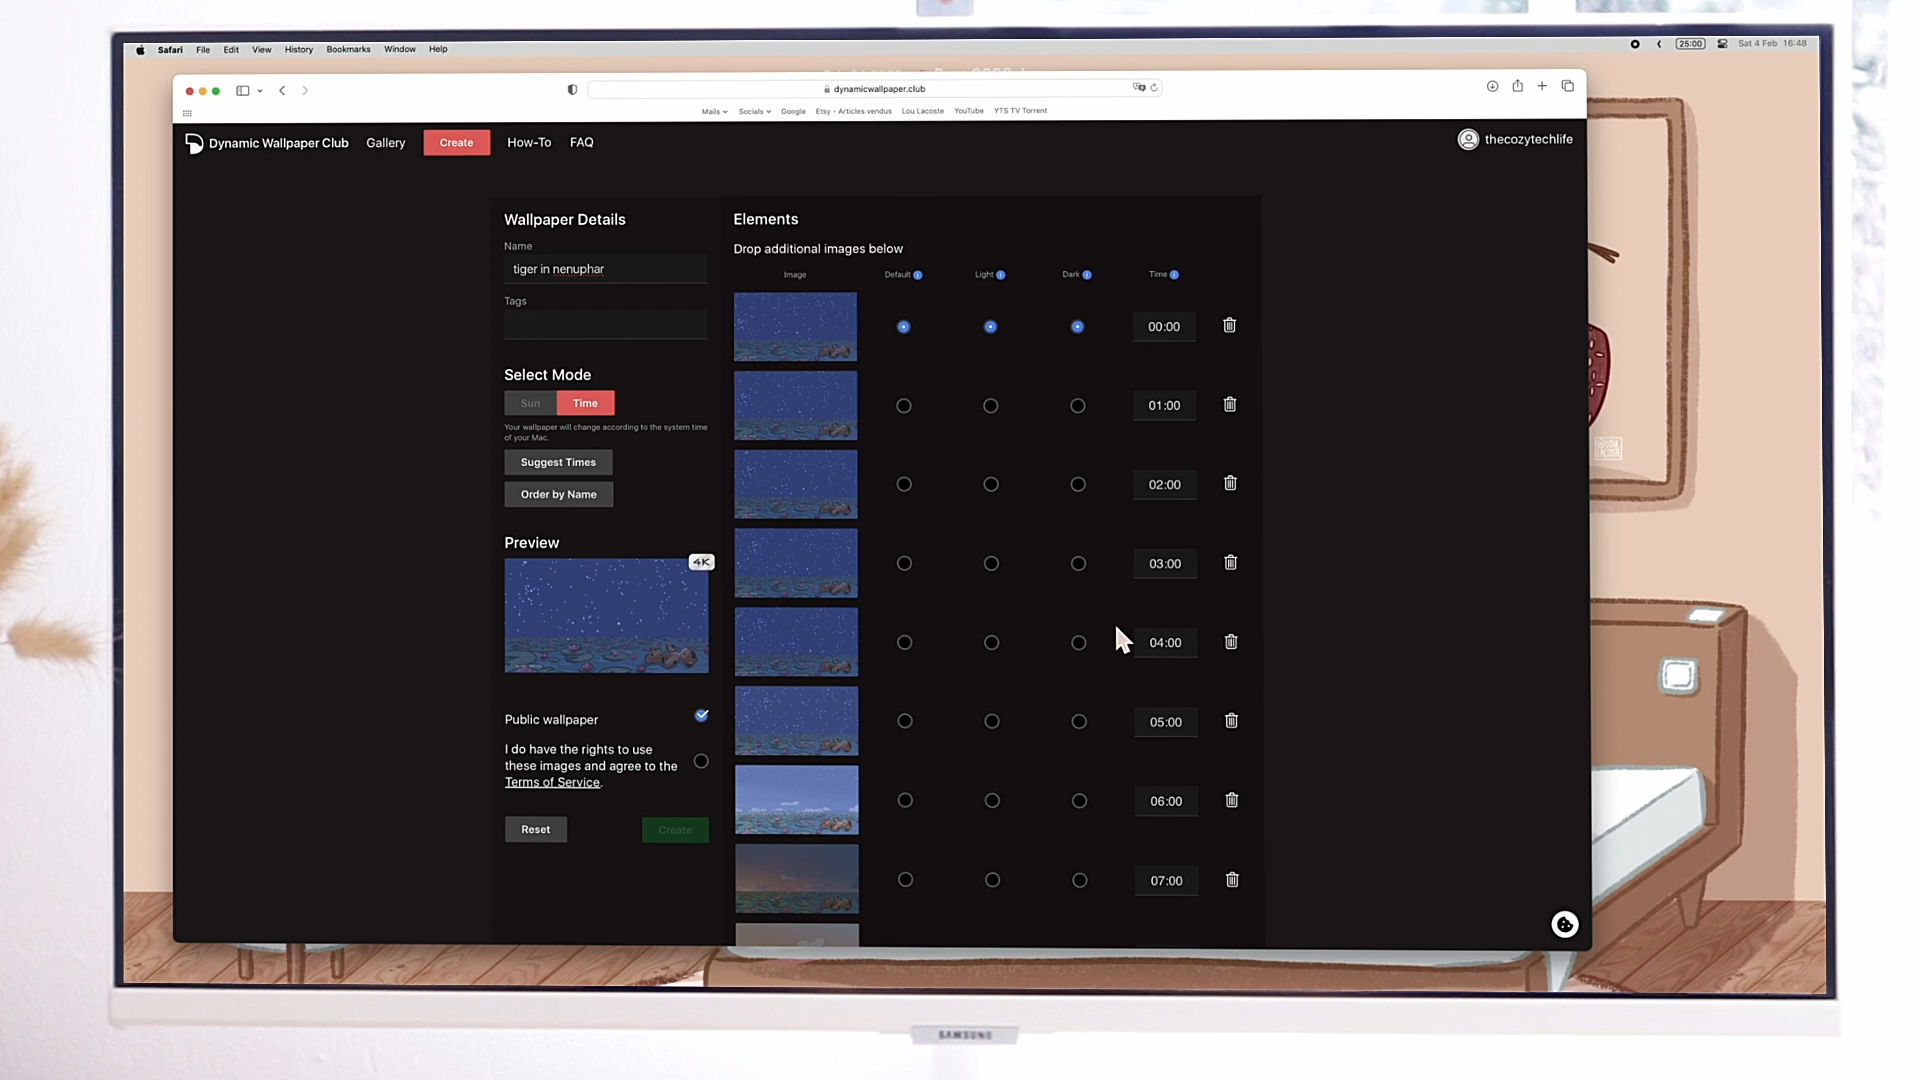 Safari File Edit View History Bookmarks Window Help
25:00 Sat 4 Feb 16:48
dynamicwallpaper.club
Mails Socials Google Etsy - Articles vendus Lou Lacoste YouTube YTS TV Torrent
Dynamic Wallpaper Club Gallery Create How-To FAQ
thecozytechlife
Wallpaper Details
Name
tiger in nenuphar
Tags
Select Mode
Sun Time
Your wallpaper will change according to the system time
of your Mac.
Suggest Times
Order by Name
Preview
4K
Public wallpaper
I do have the rights to use
these images and agree to the
Terms of Service.
Reset Create
Elements
Drop additional images below
Image Default Light Dark Time
00:00
01:00
02:00
03:00
04:00
05:00
06:00
07:00
@LOU
LACOSTE
SAMSUNG